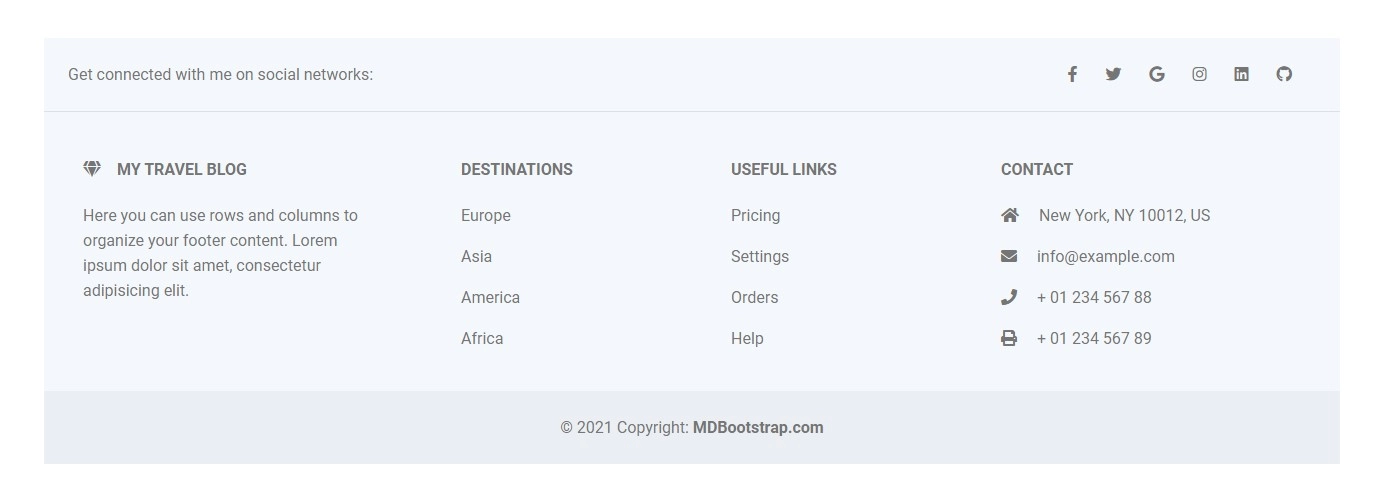 Get connected with me on social networks:
MY TRAVEL BLOG
Here you can use rows and columns to
organize your footer content. Lorem
ipsum dolor sit amet, consectetur
adipisicing elit.
DESTINATIONS
Europe
Asia
America
Africa
USEFUL LINKS
Pricing
Settings
Orders
Help
CONTACT
New York, NY 10012, US
info@example.com
+ 01 234 567 88
+ 01 234 567 89
© 2021 Copyright: MDBootstrap.com